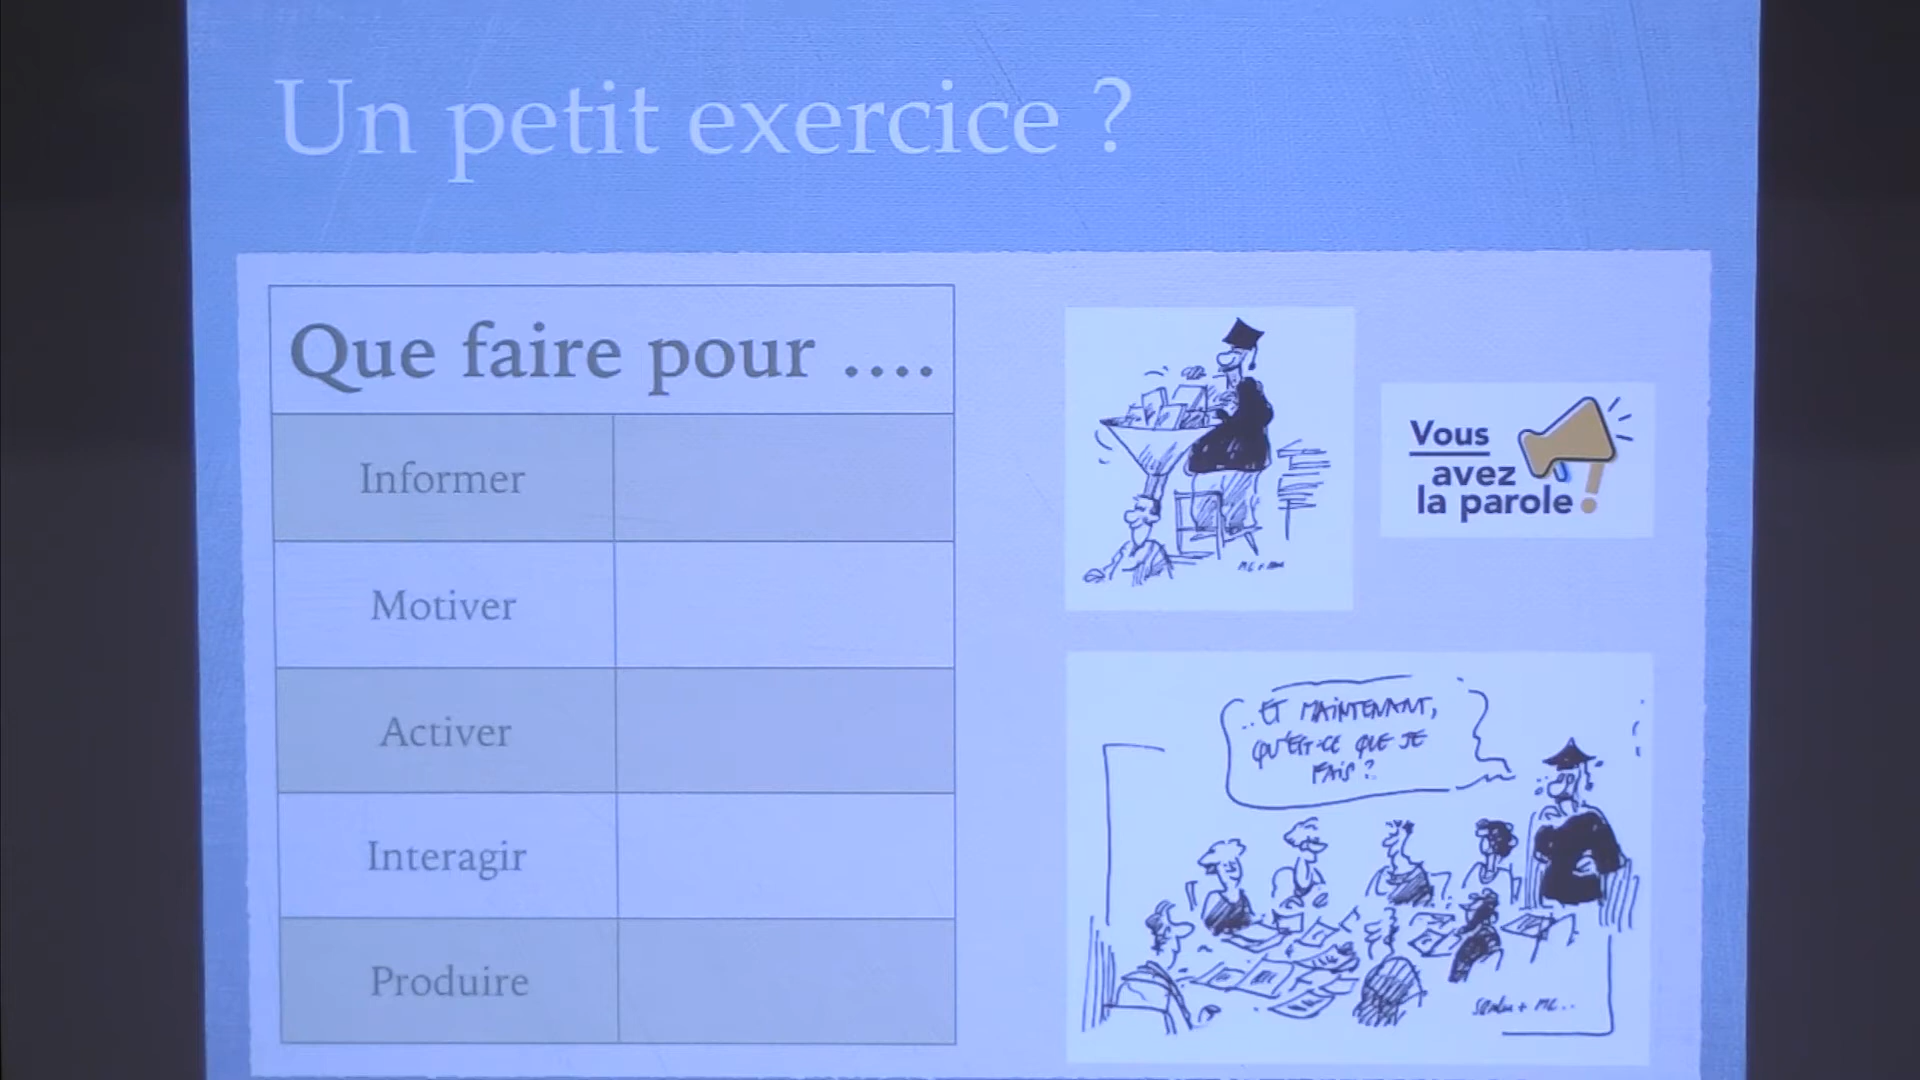 Un petit exercice ?
Que faire pour ....
Informer
Motiver
Activer
Interagir
Produire
Vous
avez
la parole!
.. ET MAINTENANT,
QU'EST-CE QUE JE
FAIS ?